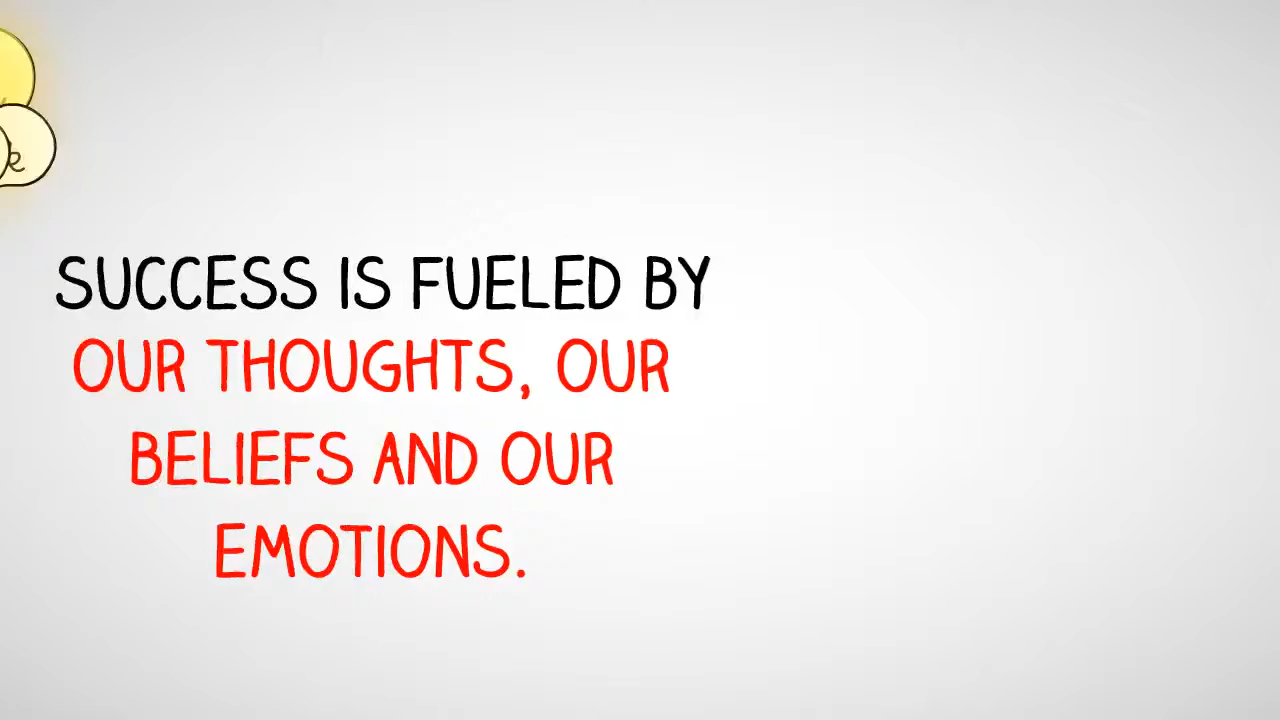 SUCCESS IS FUELED BY
OUR THOUGHTS, OUR
BELIEFS AND OUR
EMOTIONS.